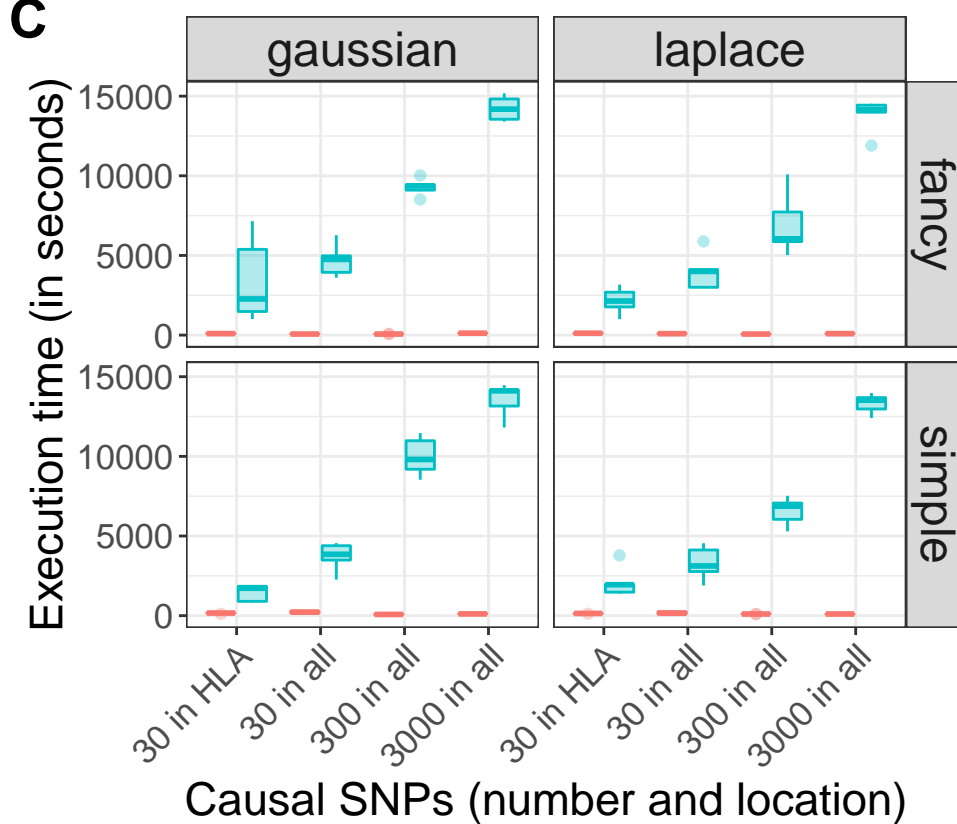 C
gaussian
laplace
Execution time (in seconds)
15000
10000
5000
0
fancy
15000
10000
5000
0
simple
30 in HLA
30 in all
300 in all
3000 in all
30 in HLA
30 in all
300 in all
3000 in all
Causal SNPs (number and location)